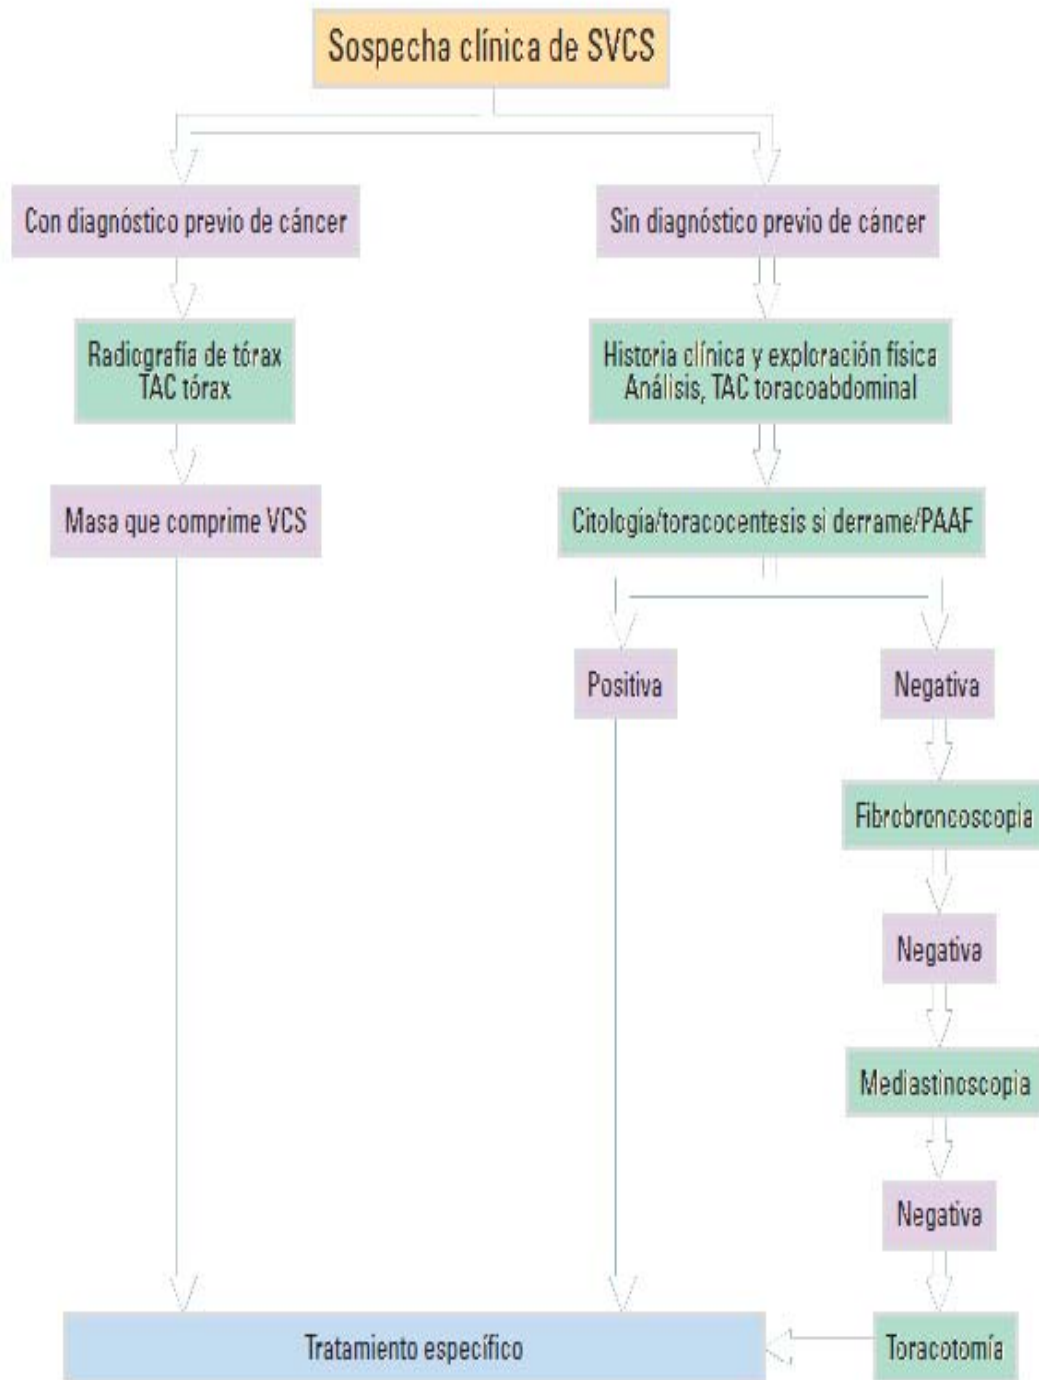 Sospecha clínica de SVCS
Con diagnóstico previo de cáncer
Sin diagnóstico previo de cáncer
Radiografía de tórax
TAC tórax
Historia clínica y exploración física
Análisis, TAC toracoabdominal
Masa que comprime VCS
Citología/toracocentesis si derrame/PAAF
Positiva
Negativa
Fibrobroncoscopia
Negativa
Mediastinoscopia
Negativa
Tratamiento específico
Toracotomía